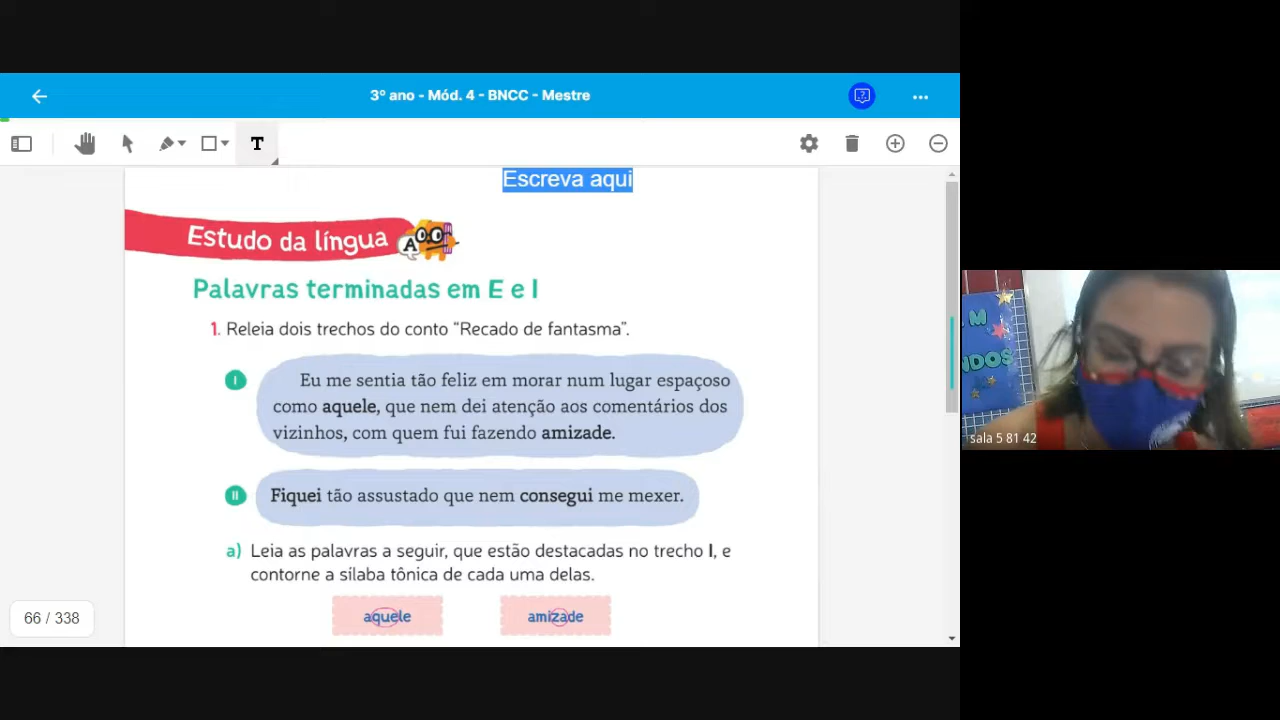 3º ano - Mód. 4 - BNCC - Mestre
T
Escreva aqui
Estudo da língua
A
Palavras terminadas em E e I
1. Releia dois trechos do conto “Recado de fantasma”.
I
Eu me sentia tão feliz em morar num lugar espaçoso
como aquele, que nem dei atenção aos comentários dos
vizinhos, com quem fui fazendo amizade.
II
Fiquei tão assustado que nem consegui me mexer.
a) Leia as palavras a seguir, que estão destacadas no trecho I, e
contorne a sílaba tônica de cada uma delas.
aquele
amizade
66 / 338
M
NDOS
sala 5 81 42